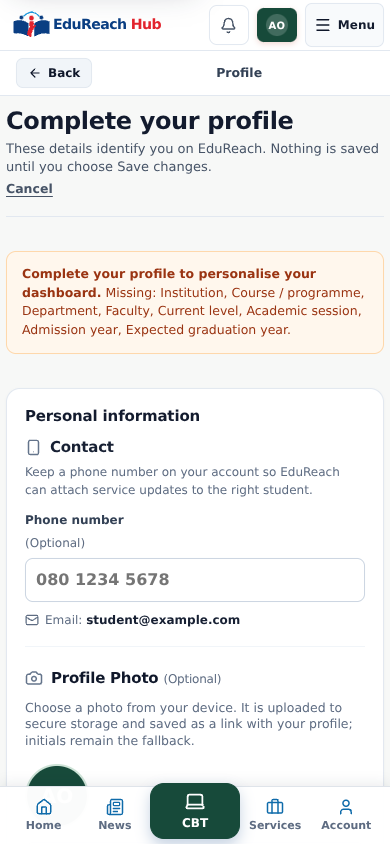 EduReach Hub
AO
Menu
Back
Profile
Complete your profile
These details identify you on EduReach. Nothing is saved
until you choose Save changes.
Cancel
Complete your profile to personalise your
dashboard. Missing: Institution, Course / programme,
Department, Faculty, Current level, Academic session,
Admission year, Expected graduation year.
Personal information
Contact
Keep a phone number on your account so EduReach
can attach service updates to the right student.
Phone number
(Optional)
080 1234 5678
Email: student@example.com
Profile Photo (Optional)
Choose a photo from your device. It is uploaded to
secure storage and saved as a link with your profile;
initials remain the fallback.
Home
News
CBT
Services
Account